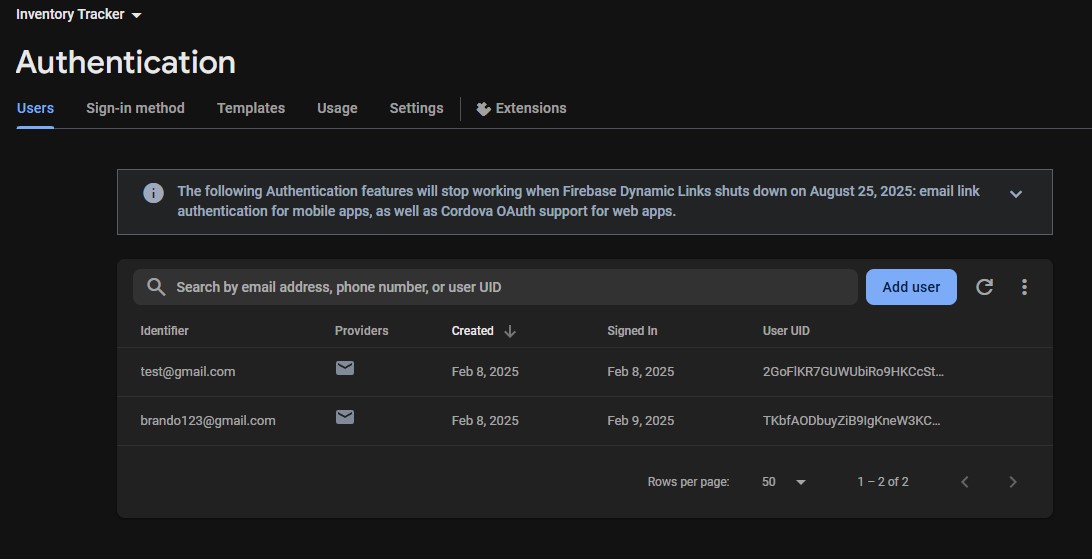 Inventory Tracker
Authentication
Users Sign-in method Templates Usage Settings Extensions
The following Authentication features will stop working when Firebase Dynamic Links shuts down on August 25, 2025: email link
authentication for mobile apps, as well as Cordova OAuth support for web apps.
Search by email address, phone number, or user UID Add user
Identifier Providers Created Signed In User UID
test@gmail.com Feb 8, 2025 Feb 8, 2025 2GoFlKR7GUWUbiRo9HKCcSt...
brando123@gmail.com Feb 8, 2025 Feb 9, 2025 TKbfAODbuyZiB9IgKneW3KC...
Rows per page: 50 1 – 2 of 2